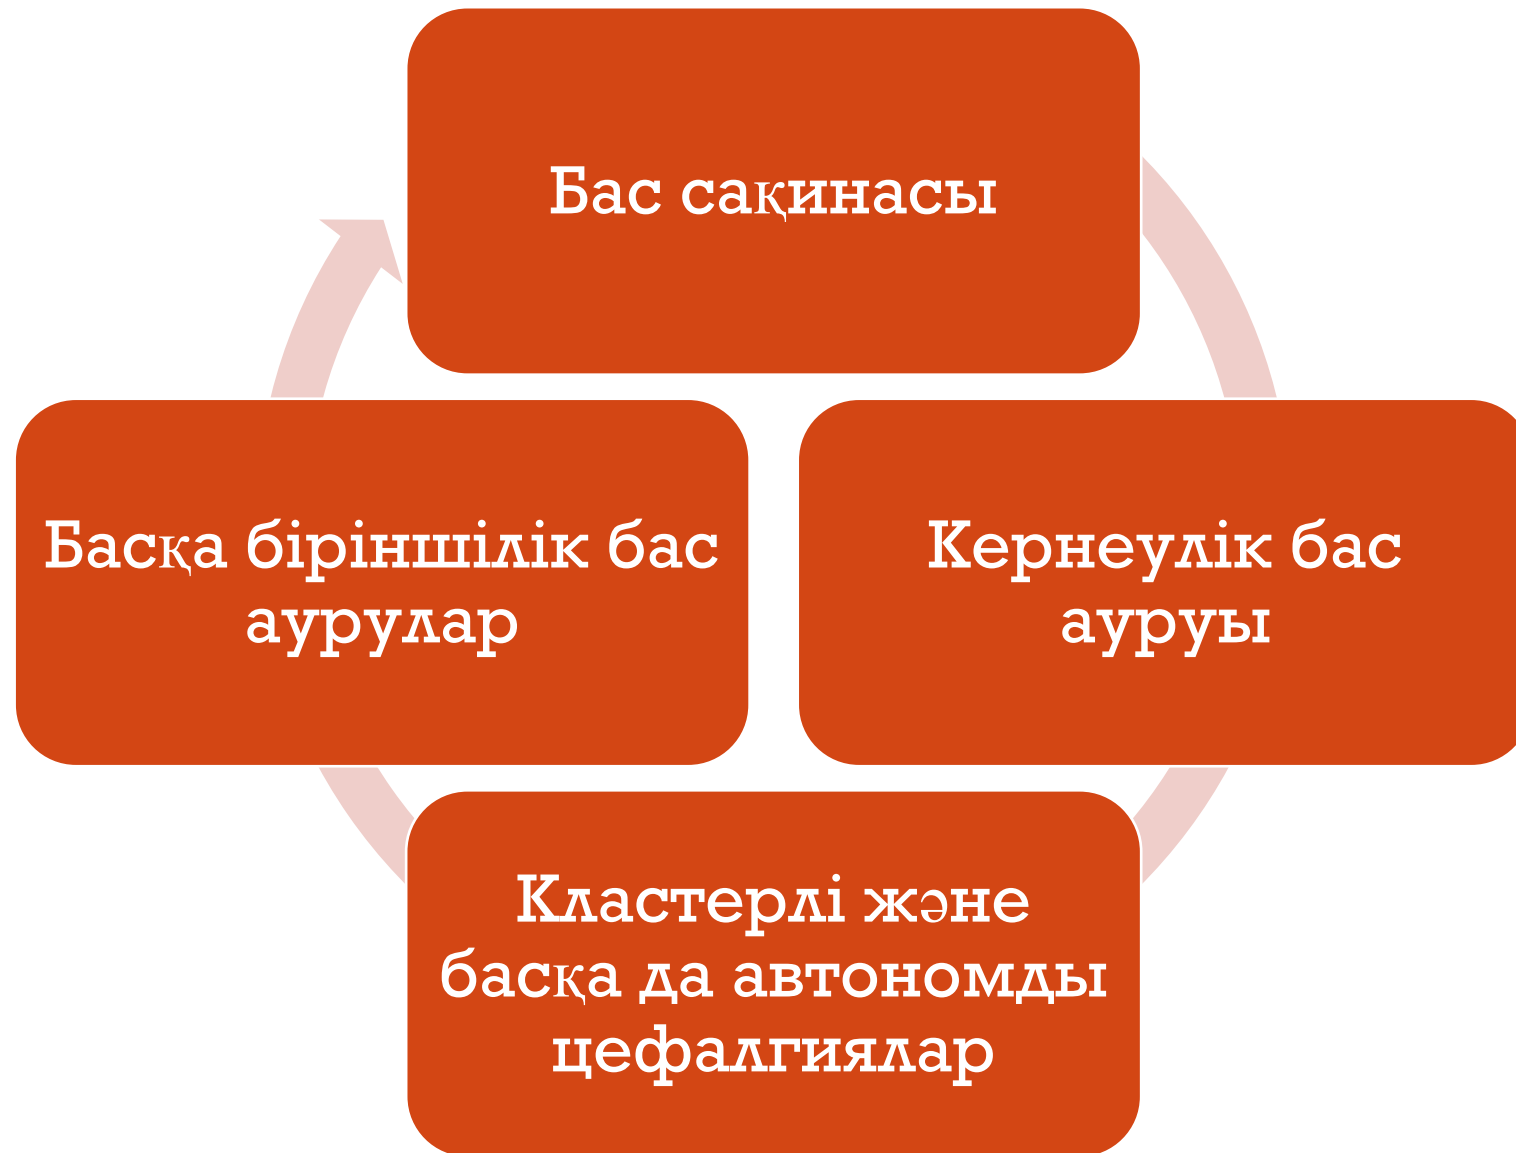 Бас сақинасы
Кернеулік бас
ауруы
Кластерлі және
басқа да автономды
цефалгиялар
Басқа біріншілік бас
аурулар